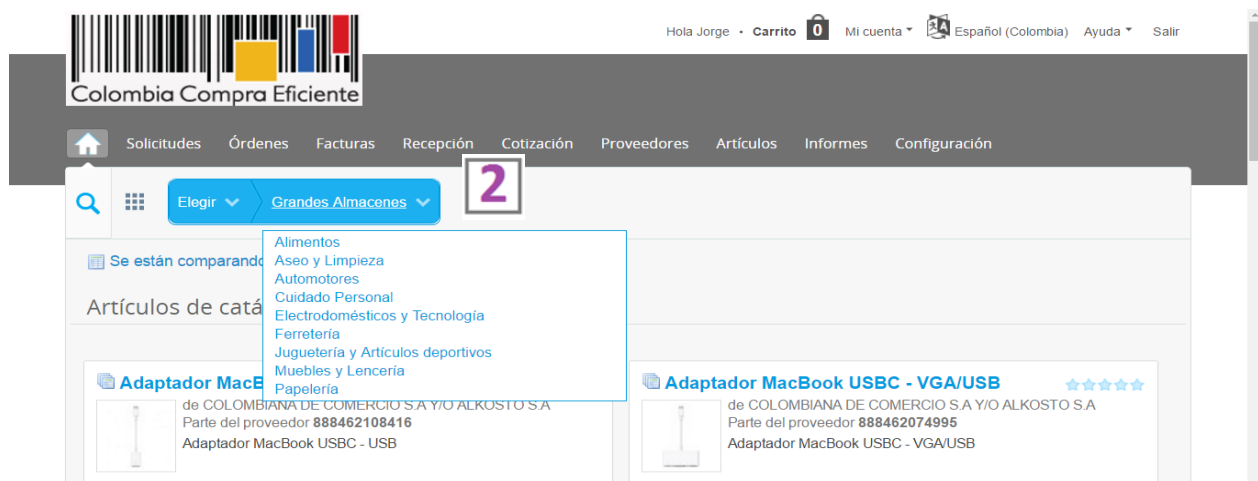 Hola Jorge • Carrito 0 Mi cuenta Español (Colombia) Ayuda Salir
Colombia Compra Eficiente
Solicitudes Órdenes Facturas Recepción Cotización Proveedores Artículos Informes Configuración
2
Elegir Grandes Almacenes
Alimentos
Se están comparando
Aseo y Limpieza
Automotores
Cuidado Personal
Artículos de catá
Electrodomésticos y Tecnología
Ferretería
Juguetería y Artículos deportivos
Muebles y Lencería
Papelería
Adaptador MacB
de COLOMBIANA DE COMERCIO S.A Y/O ALKOSTO S.A
Parte del proveedor 888462108416
Adaptador MacBook USBC - USB
Adaptador MacBook USBC - VGA/USB
de COLOMBIANA DE COMERCIO S.A Y/O ALKOSTO S.A
Parte del proveedor 888462074995
Adaptador MacBook USBC - VGA/USB